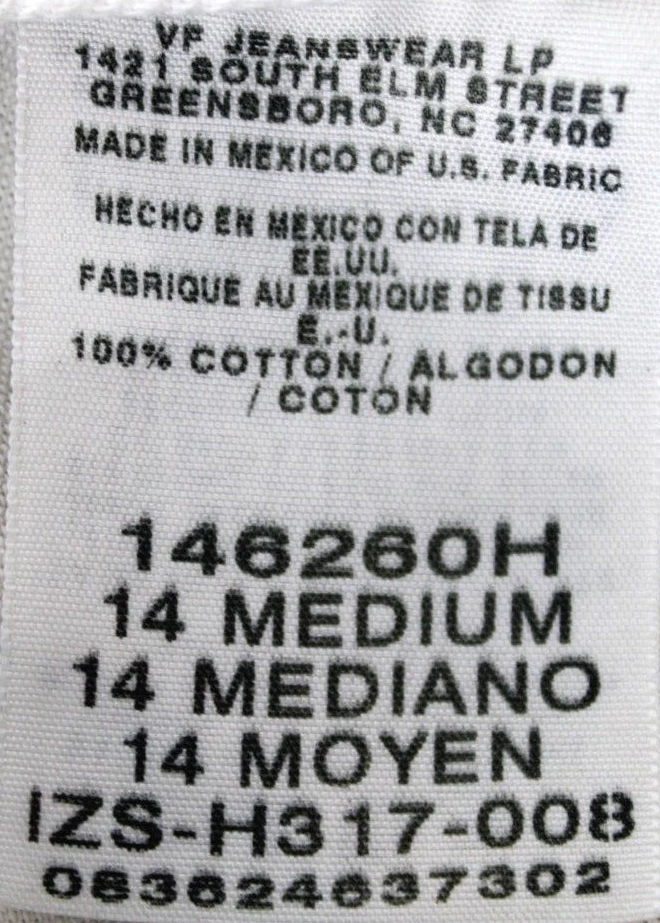 VF JEANSWEAR LP
1421 SOUTH ELM STREET
GREENSBORO, NC 27406
MADE IN MEXICO OF U.S. FABRIC
HECHO EN MEXICO CON TELA DE
EE.UU.
FABRIQUE AU MEXIQUE DE TISSU
E.-U.
100% COTTON / ALGODON
/ COTON
146260H
14 MEDIUM
14 MEDIANO
14 MOYEN
IZS-H317-008
083624637302